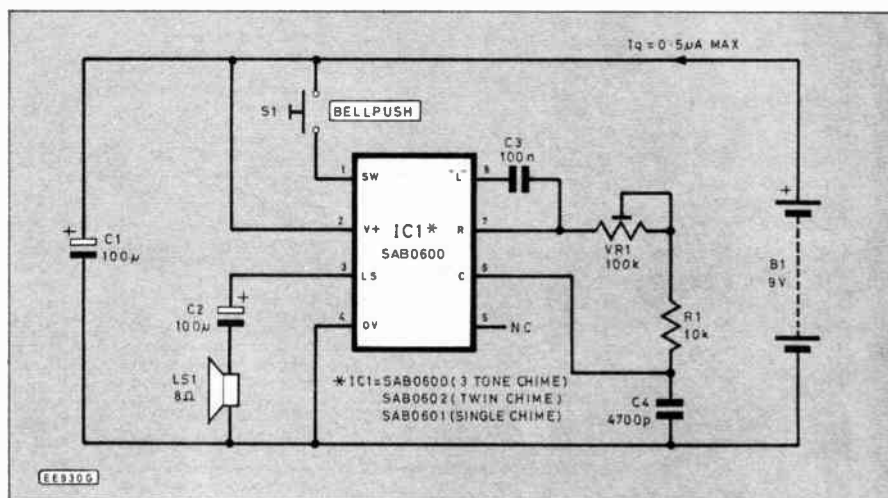 Iq = 0·5µA MAX
S1
BELLPUSH
C3
100n
1
SW
"L"
8
2
V+
IC1*
SAB0600
R
7
VR1
100k
+
C1
100µ
3
LS
C
6
+
B1
9V
C2
100µ
+
4
0V
5
NC
R1
10k
LS1
8Ω
*IC1=SAB0600 (3 TONE CHIME)
SAB0602 (TWIN CHIME)
SAB0601 (SINGLE CHIME)
C4
4700p
EE930G